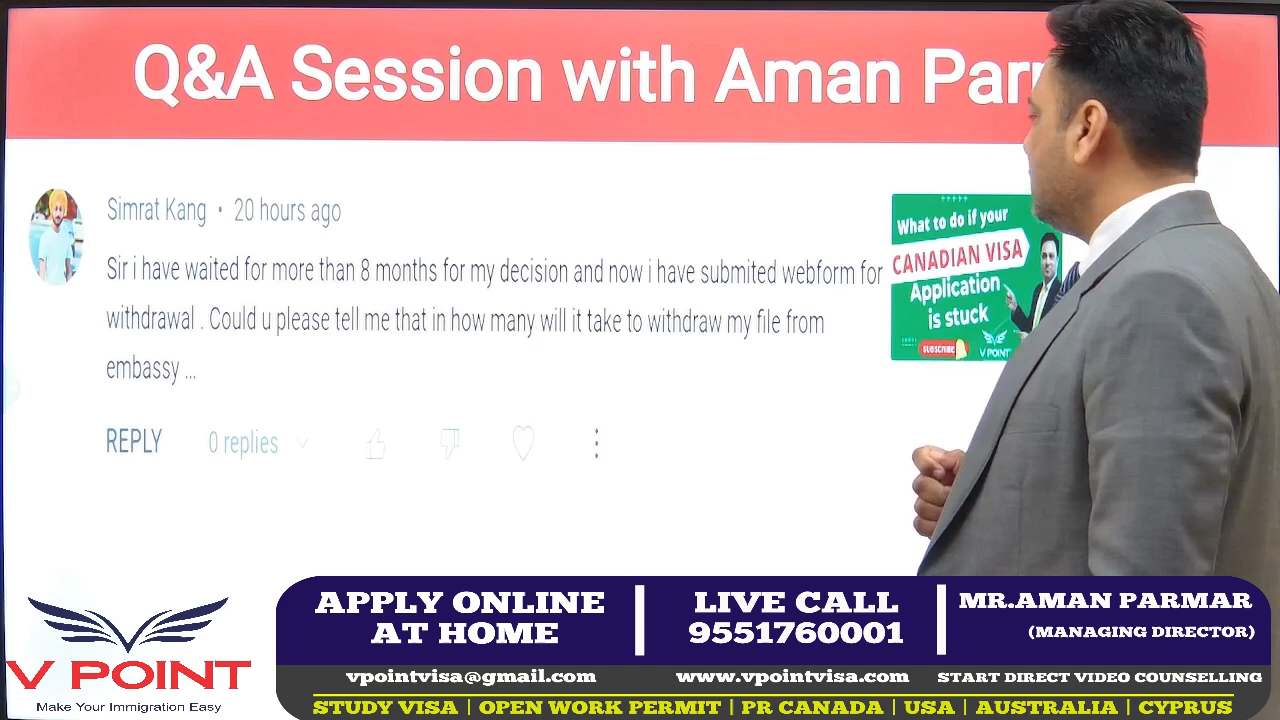 Q&A Session with Aman
Simrat Kang • 20 hours ago
Sir i have waited for more than 8 months for my decision and now i have submited webform for
withdrawal . Could u please tell me that in how many will it take to withdraw my file from
embassy ...
REPLY 0 replies
What to do if your
CANADIAN VISA
Application
is stuck
SUBSCRIBE
V POINT
V POINT
Make Your Immigration Easy
APPLY ONLINE
AT HOME
LIVE CALL
9551760001
MR.AMAN PARMAR
(MANAGING DIRECTOR)
vpointvisa@gmail.com
www.vpointvisa.com
START DIRECT VIDEO COUNSELLING
STUDY VISA | OPEN WORK PERMIT | PR CANADA | USA | AUSTRALIA | CYPRUS